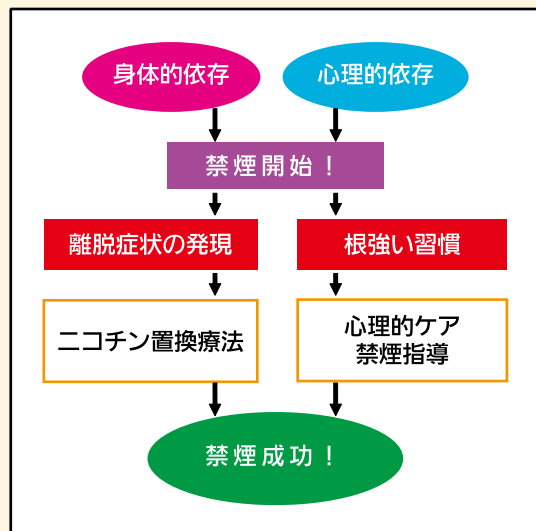 身体的依存
心理的依存
禁煙開始！
離脱症状の発現
根強い習慣
ニコチン置換療法
心理的ケア
禁煙指導
禁煙成功！